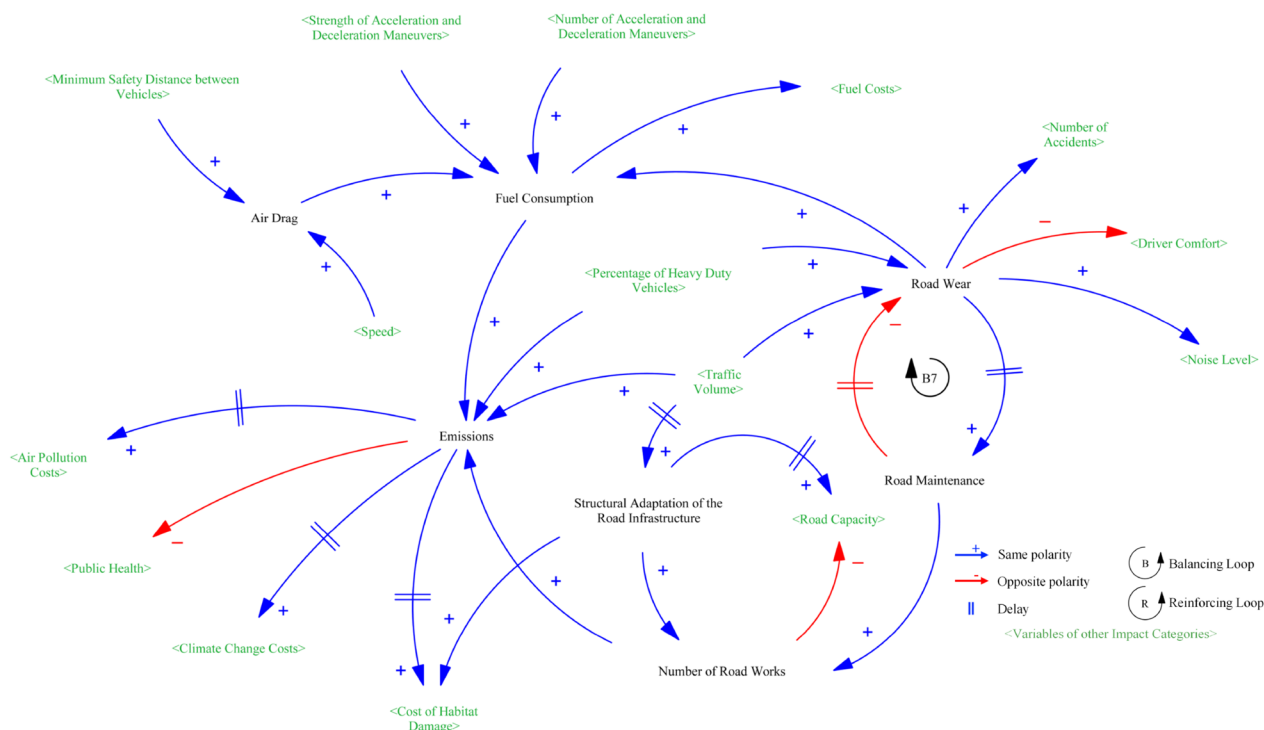 <Strength of Acceleration and
Deceleration Maneuvers>
<Number of Acceleration and
Deceleration Maneuvers>
<Minimum Safety Distance between
Vehicles>
<Fuel Costs>
<Number of
Accidents>
+
+
+
+
+
+
Fuel Consumption
Air Drag
+
+
−
<Driver Comfort>
+
+
+
<Percentage of Heavy Duty
Vehicles>
Road Wear
<Speed>
+
+
+
−
<Noise Level>
<Traffic
Volume>
B7
+
+
Emissions
+
+
<Air Pollution
Costs>
+
Road Maintenance
Structural Adaptation of the
Road Infrastructure
+
<Road Capacity>
−
<Public Health>
−
+
+
+
+
+
+
<Climate Change Costs>
Number of Road Works
+
<Cost of Habitat
Damage>
+
Same polarity
-
Opposite polarity
Delay
B
Balancing Loop
R
Reinforcing Loop
<Variables of other Impact Categories>